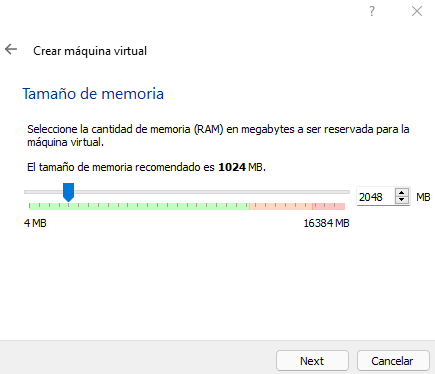 ?
Crear máquina virtual
Tamaño de memoria
Seleccione la cantidad de memoria (RAM) en megabytes a ser reservada para la
máquina virtual.
El tamaño de memoria recomendado es 1024 MB.
2048 MB
4 MB 16384 MB
Next Cancelar